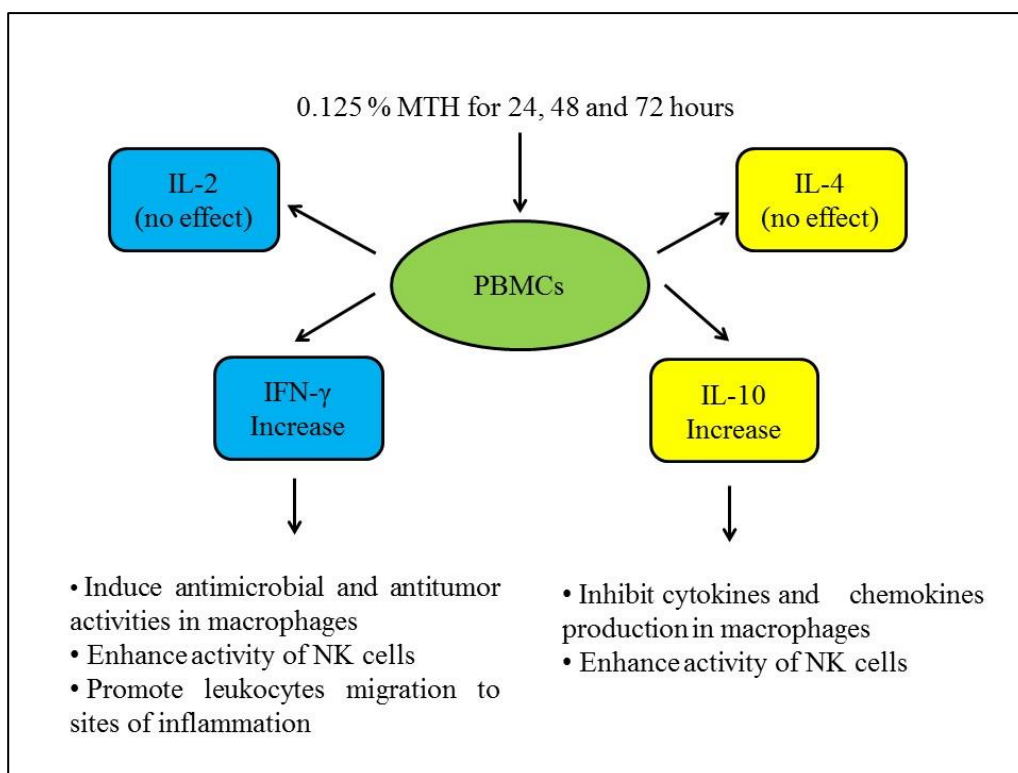 0.125 % MTH for 24, 48 and 72 hours
IL-2
(no effect)
IL-4
(no effect)
PBMCs
IFN-γ
Increase
IL-10
Increase
• Induce antimicrobial and antitumor
activities in macrophages
• Enhance activity of NK cells
• Promote leukocytes migration to
sites of inflammation
• Inhibit cytokines and chemokines
production in macrophages
• Enhance activity of NK cells